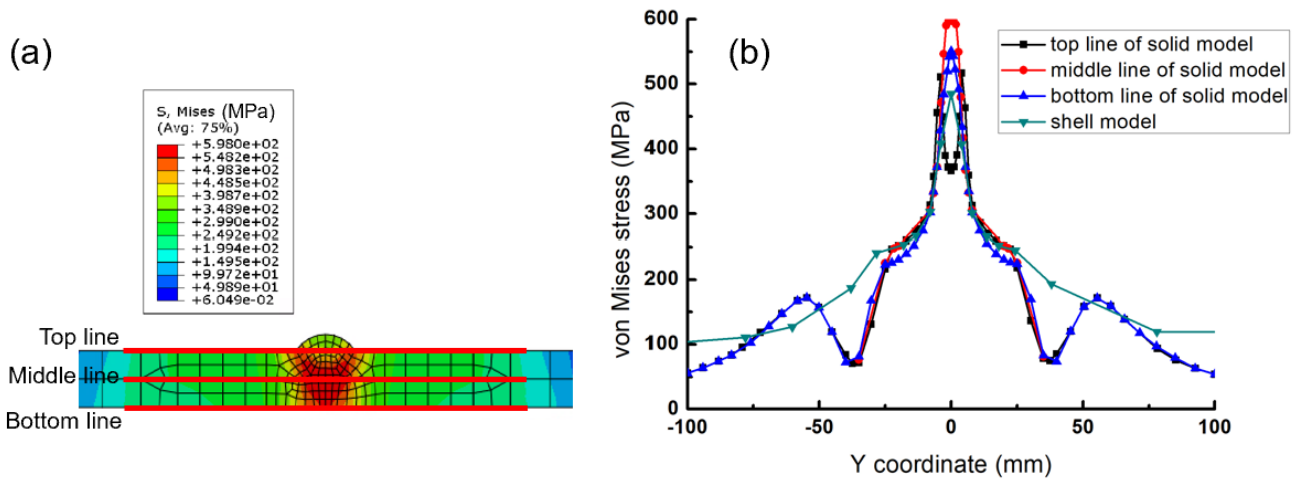 (a)
S, Mises (MPa)
(Avg: 75%)
+5.980e+02
+5.482e+02
+4.983e+02
+4.485e+02
+3.987e+02
+3.489e+02
+2.990e+02
+2.492e+02
+1.994e+02
+1.495e+02
+9.972e+01
+4.989e+01
+6.049e-02
Top line
Middle line
Bottom line
(b)
600
500
400
300
200
100
0
von Mises stress (MPa)
top line of solid model
middle line of solid model
bottom line of solid model
shell model
-100
-50
0
50
100
Y coordinate (mm)